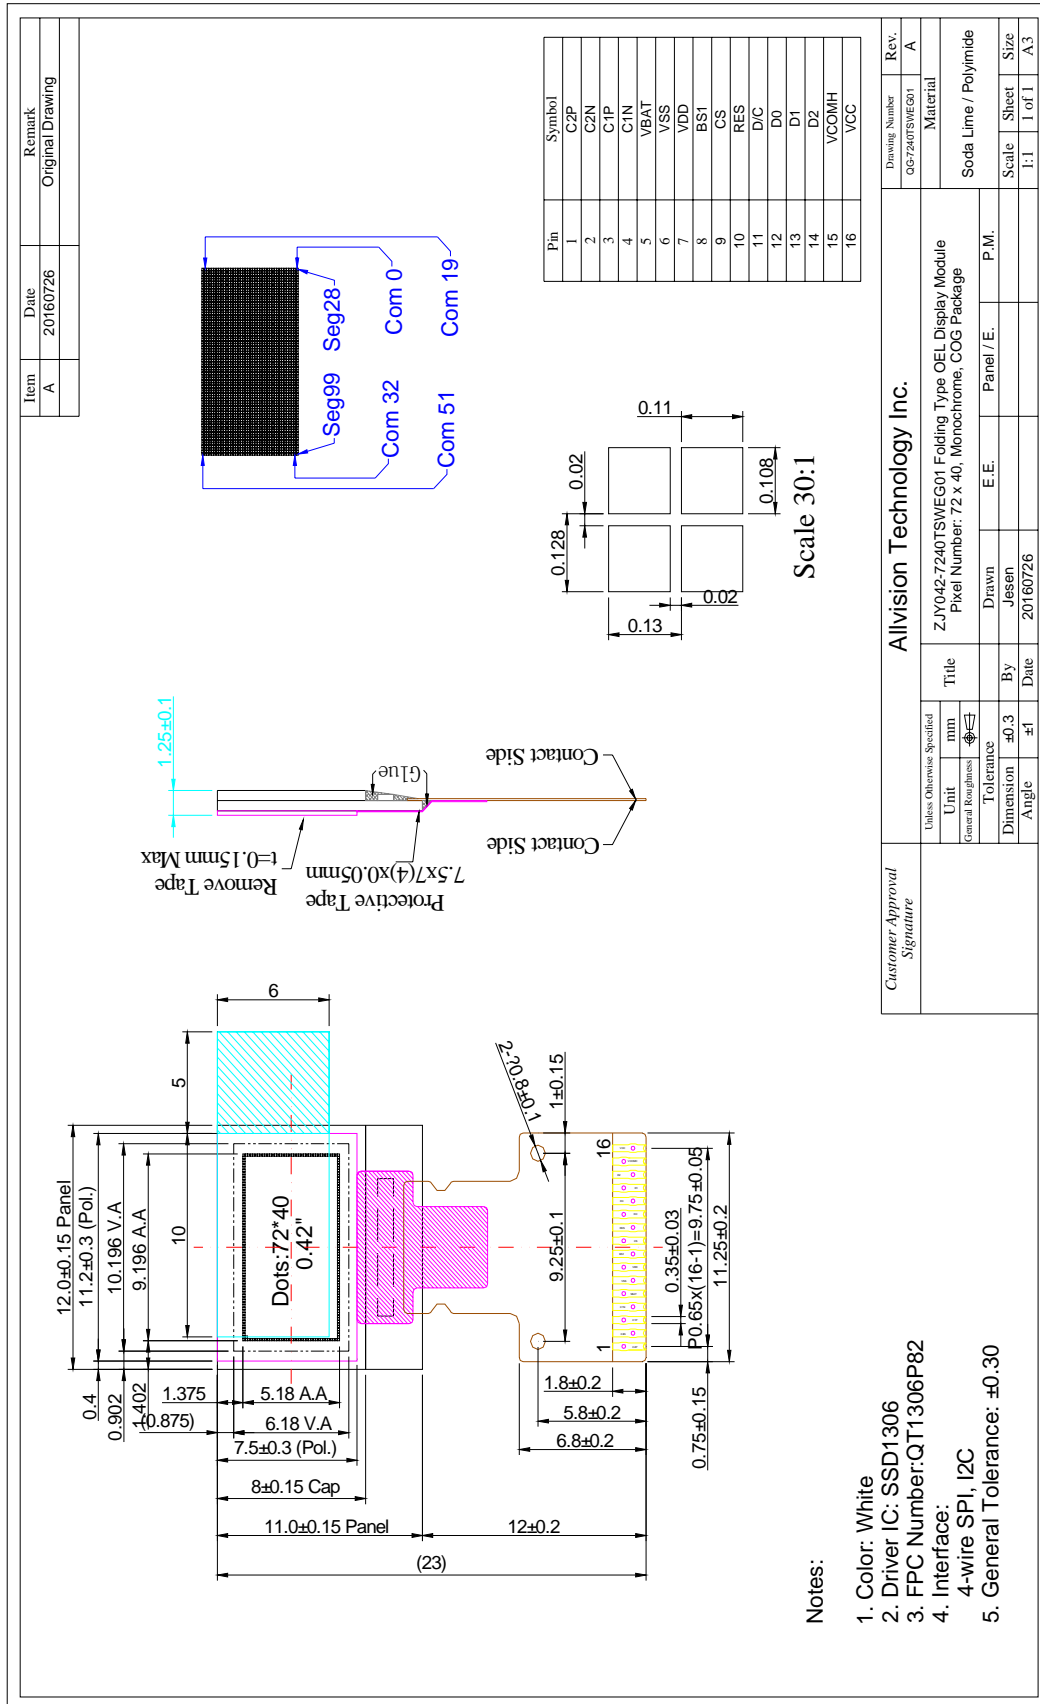 Item Date Remark
A 20160726 Original Drawing
12.0±0.15 Panel
11.2±0.3 (Pol.)
10.196 V.A
9.196 A.A
10
5
6
0.4
0.902
1.402
1.375
(0.875)
5.18 A.A
6.18 V.A
7.5±0.3 (Pol.)
8±0.15 Cap
11.0±0.15 Panel
12±0.2
(23)
Dots:72*40
0.42"
2-?0.8±0.1
1±0.15
9.25±0.1
1
16
1.8±0.2
5.8±0.2
6.8±0.2
0.75±0.15
0.35±0.03
P0.65x(16-1)=9.75±0.05
11.25±0.2
1.25±0.1
Remove Tape
t=0.15mm Max
Protective Tape
7.5x7(4)x0.05mm
Glue
Contact Side
Contact Side
Seg99
Seg28
Com 32
Com 0
Com 51
Com 19
0.128
0.02
0.11
0.13
0.02
0.108
Scale 30:1
Pin Symbol
1 C2P
2 C2N
3 C1P
4 C1N
5 VBAT
6 VSS
7 VDD
8 BS1
9 CS
10 RES
11 D/C
12 D0
13 D1
14 D2
15 VCOMH
16 VCC
Notes:
1. Color: White
2. Driver IC: SSD1306
3. FPC Number:QT1306P82
4. Interface:
4-wire SPI, I2C
5. General Tolerance: ±0.30
Customer Approval
Signature
Allvision Technology Inc.
Drawing Number Rev.
QG-7240TSWEG01 A
Unless Otherwise Specified
Unit mm
General Roughness
Tolerance
Dimension ±0.3
Angle ±1
Title
ZJY042-7240TSWEG01 Folding Type OEL Display Module
Pixel Number: 72 x 40, Monochrome, COG Package
Material
Soda Lime / Polyimide
Drawn E.E. Panel / E. P.M.
By Jesen
Date 20160726
Scale Sheet Size
1:1 1 of 1 A3